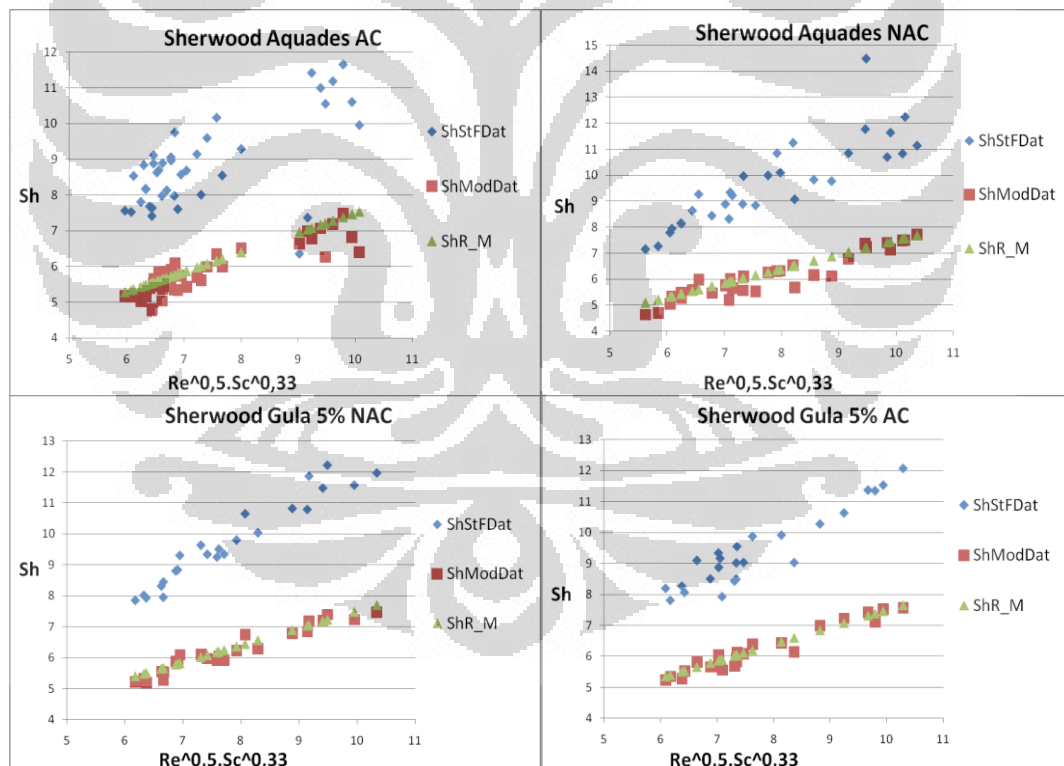 Sherwood Aquades AC
12
11
10
9
8
7
6
5
4
Sh
5 6 7 8 9 10 11
Re^0,5.Sc^0,33
ShStFDat
ShModDat
ShR_M
Sherwood Aquades NAC
15
14
13
12
11
10
9
8
7
6
5
4
Sh
5 6 7 8 9 10 11
Re^0,5.Sc^0,33
ShStFDat
ShModDat
ShR_M
Sherwood Gula 5% NAC
13
12
11
10
9
8
7
6
5
4
Sh
5 6 7 8 9 10 11
Re^0,5.Sc^0,33
ShStFDat
ShModDat
ShR_M
Sherwood Gula 5% AC
13
12
11
10
9
8
7
6
5
4
Sh
5 6 7 8 9 10 11
Re^0,5.Sc^0,33
ShStFDat
ShModDat
ShR_M